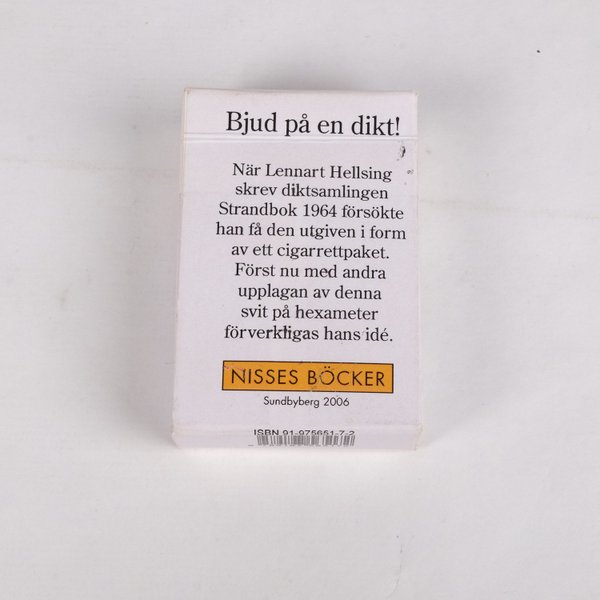 Bjud på en dikt!
När Lennart Hellsing
skrev diktsamlingen
Strandbok 1964 försökte
han få den utgiven i form
av ett cigarrettpaket.
Först nu med andra
upplagan av denna
svit på hexameter
förverkligas hans idé.
NISSES BÖCKER
Sundbyberg 2006
ISBN 91-975651-7-2